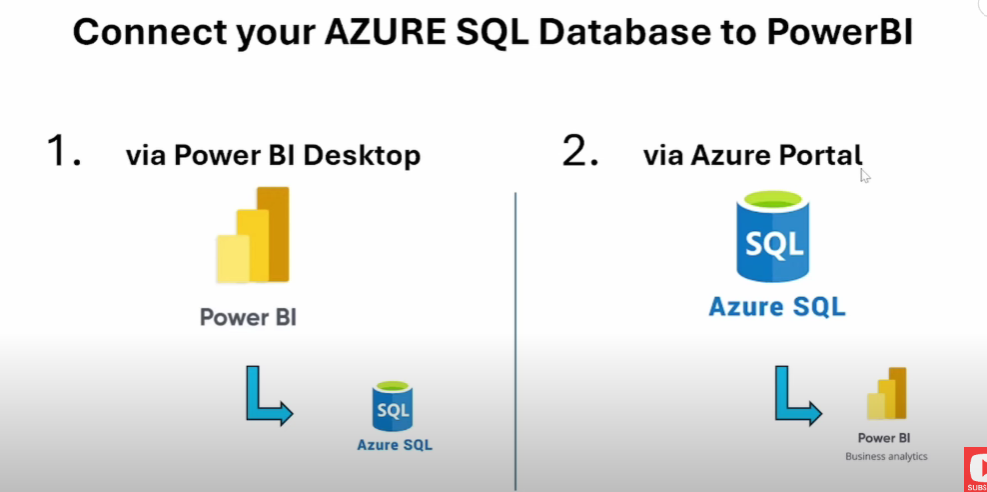 Connect your AZURE SQL Database to PowerBI
1. via Power BI Desktop
Power BI
SQL
Azure SQL
2. via Azure Portal
SQL
Azure SQL
Power BI
Business analytics
SUBS